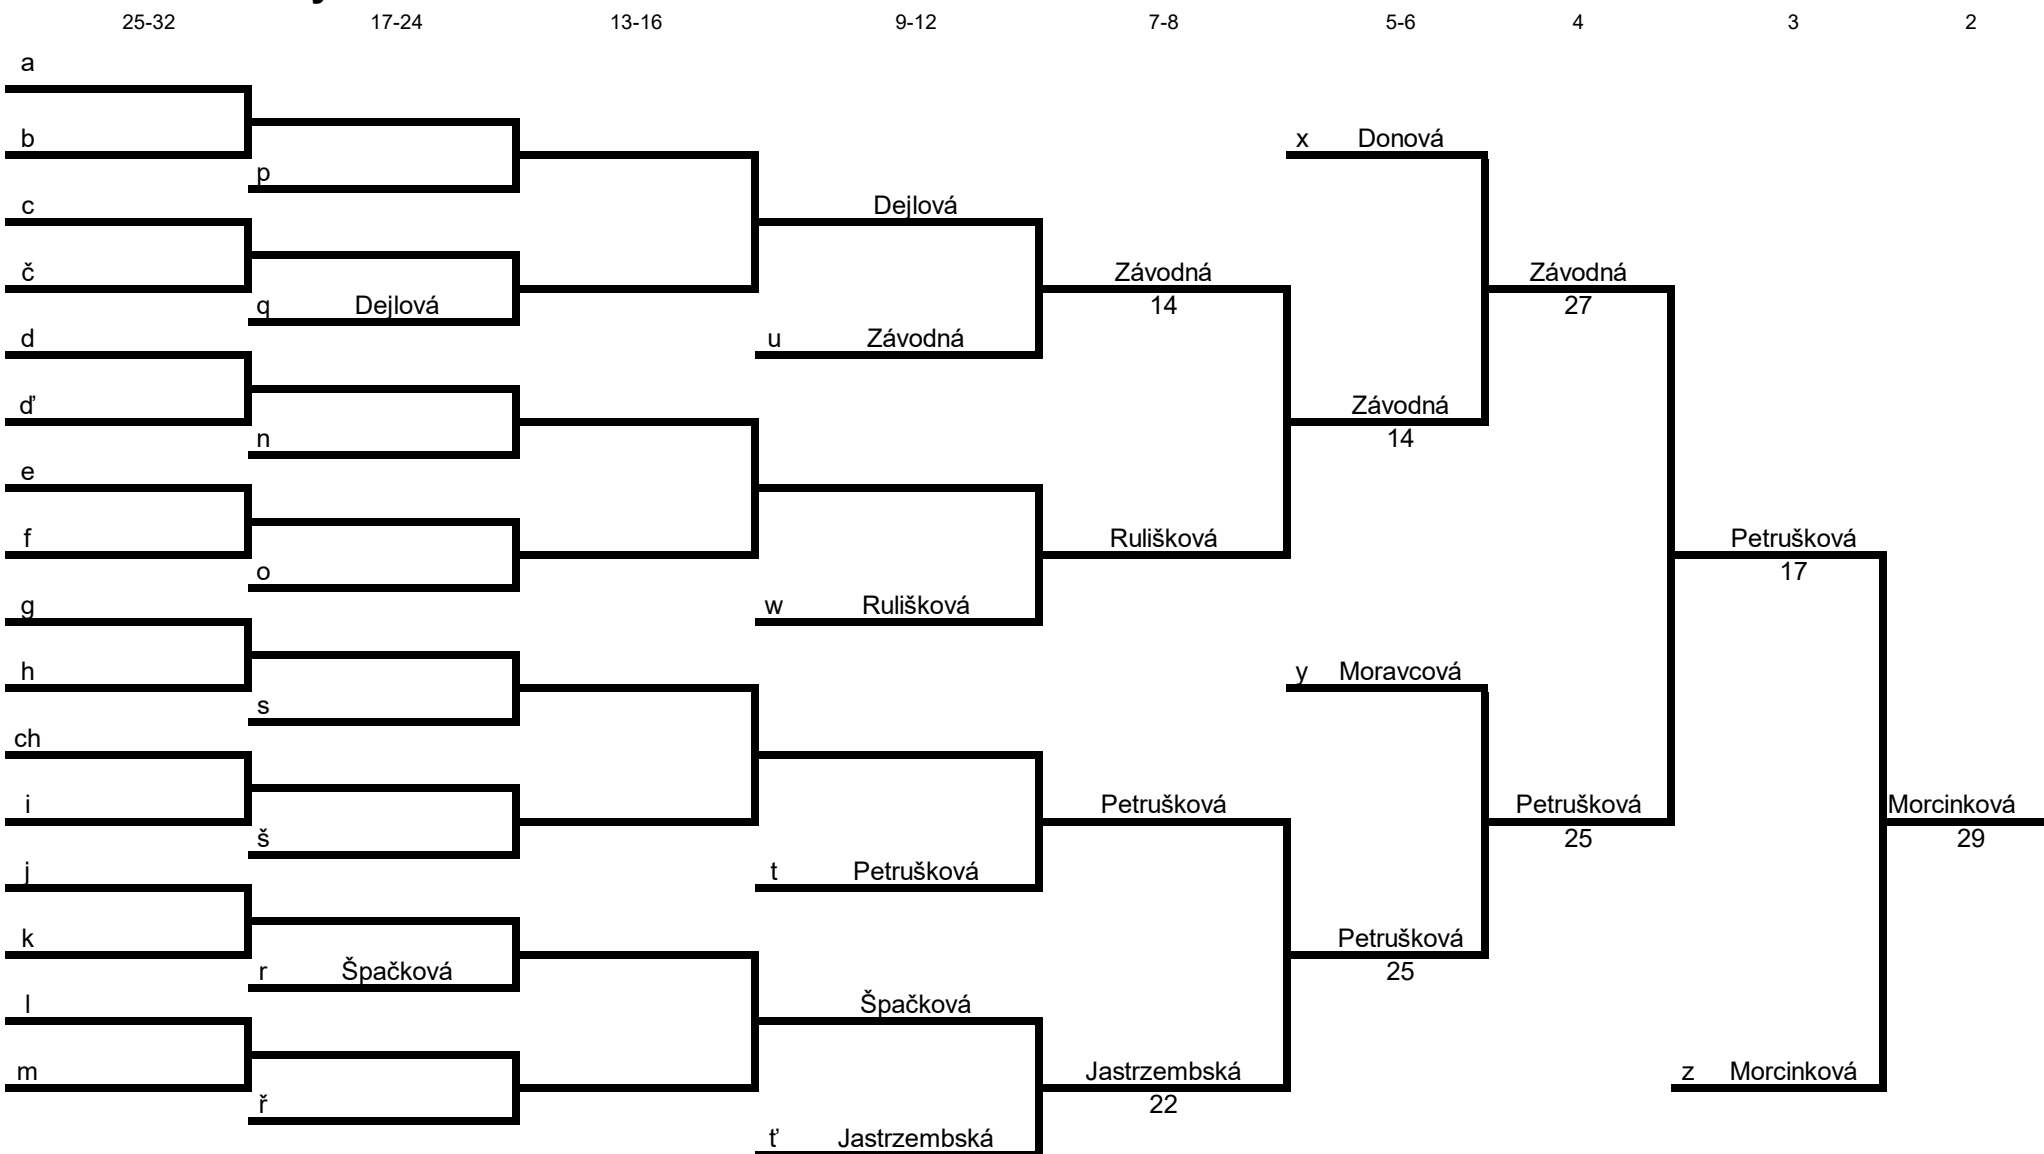 25-32 17-24 13-16 9-12 7-8 5-6 4 3 2
a
b x Donová
p
c Dejlová
č Závodná Závodná
q Dejlová 14 27
d u Závodná
ď Závodná
n 14
e
f Rulišková Petrušková
o 17
g w Rulišková
h y Moravcová
s
ch
i Petrušková Petrušková Morcinková
š 25 29
j t Petrušková
k Petrušková
r Špačková 25
l Špačková
m Jastrzembská z Morcinková
ř 22
ť Jastrzembská